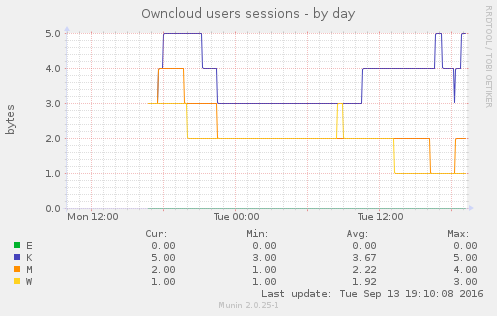 Owncloud users sessions - by day
RRDTOOL / TOBI OETIKER
bytes
5.0
4.0
3.0
2.0
1.0
0.0
Mon 12:00 Tue 00:00 Tue 12:00
Cur: Min: Avg: Max:
E 0.00 0.00 0.00 0.00
K 5.00 3.00 3.67 5.00
M 2.00 1.00 2.22 4.00
W 1.00 1.00 1.92 3.00
Last update: Tue Sep 13 19:10:08 2016
Munin 2.0.25-1